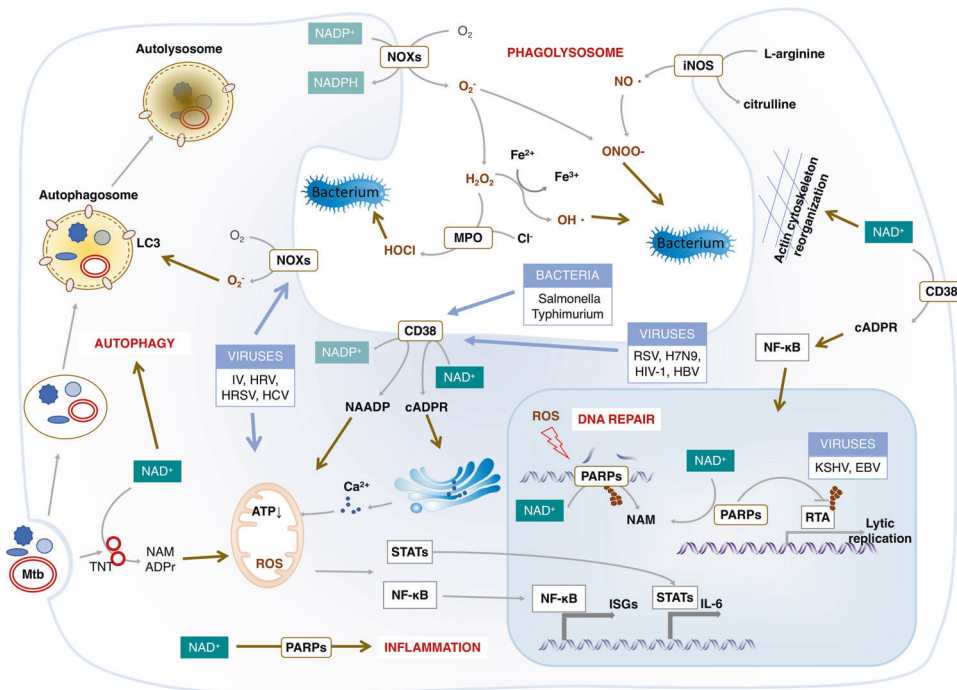 NADP⁺
O₂
Autolysosome
NOXs
PHAGOLYSOSOME
iNOS
L-arginine
NADPH
O₂⁻
NO ·
citrulline
ONOO-
Fe²⁺
Fe³⁺
Bacterium
H₂O₂
Autophagosome
LC3
OH ·
Bacterium
MPO
Cl⁻
HOCl
Actin cytoskeleton
reorganization
NAD⁺
O₂
NOXs
O₂⁻
BACTERIA
Salmonella
Typhimurium
CD38
CD38
cADPR
AUTOPHAGY
VIRUSES
IV, HRV,
HRSV, HCV
NADP⁺
NAD⁺
VIRUSES
RSV, H7N9,
HIV-1, HBV
NF-κB
NAADP
cADPR
ROS
DNA REPAIR
VIRUSES
KSHV, EBV
NAD⁺
NAD⁺
PARPs
Ca²⁺
ATP↓
NAD⁺
NAM
PARPs
RTA
Lytic
replication
ROS
Mtb
TNT
NAM
ADPr
STATs
NF-κB
NF-κB
ISGs
STATs
IL-6
NAD⁺
PARPs
INFLAMMATION